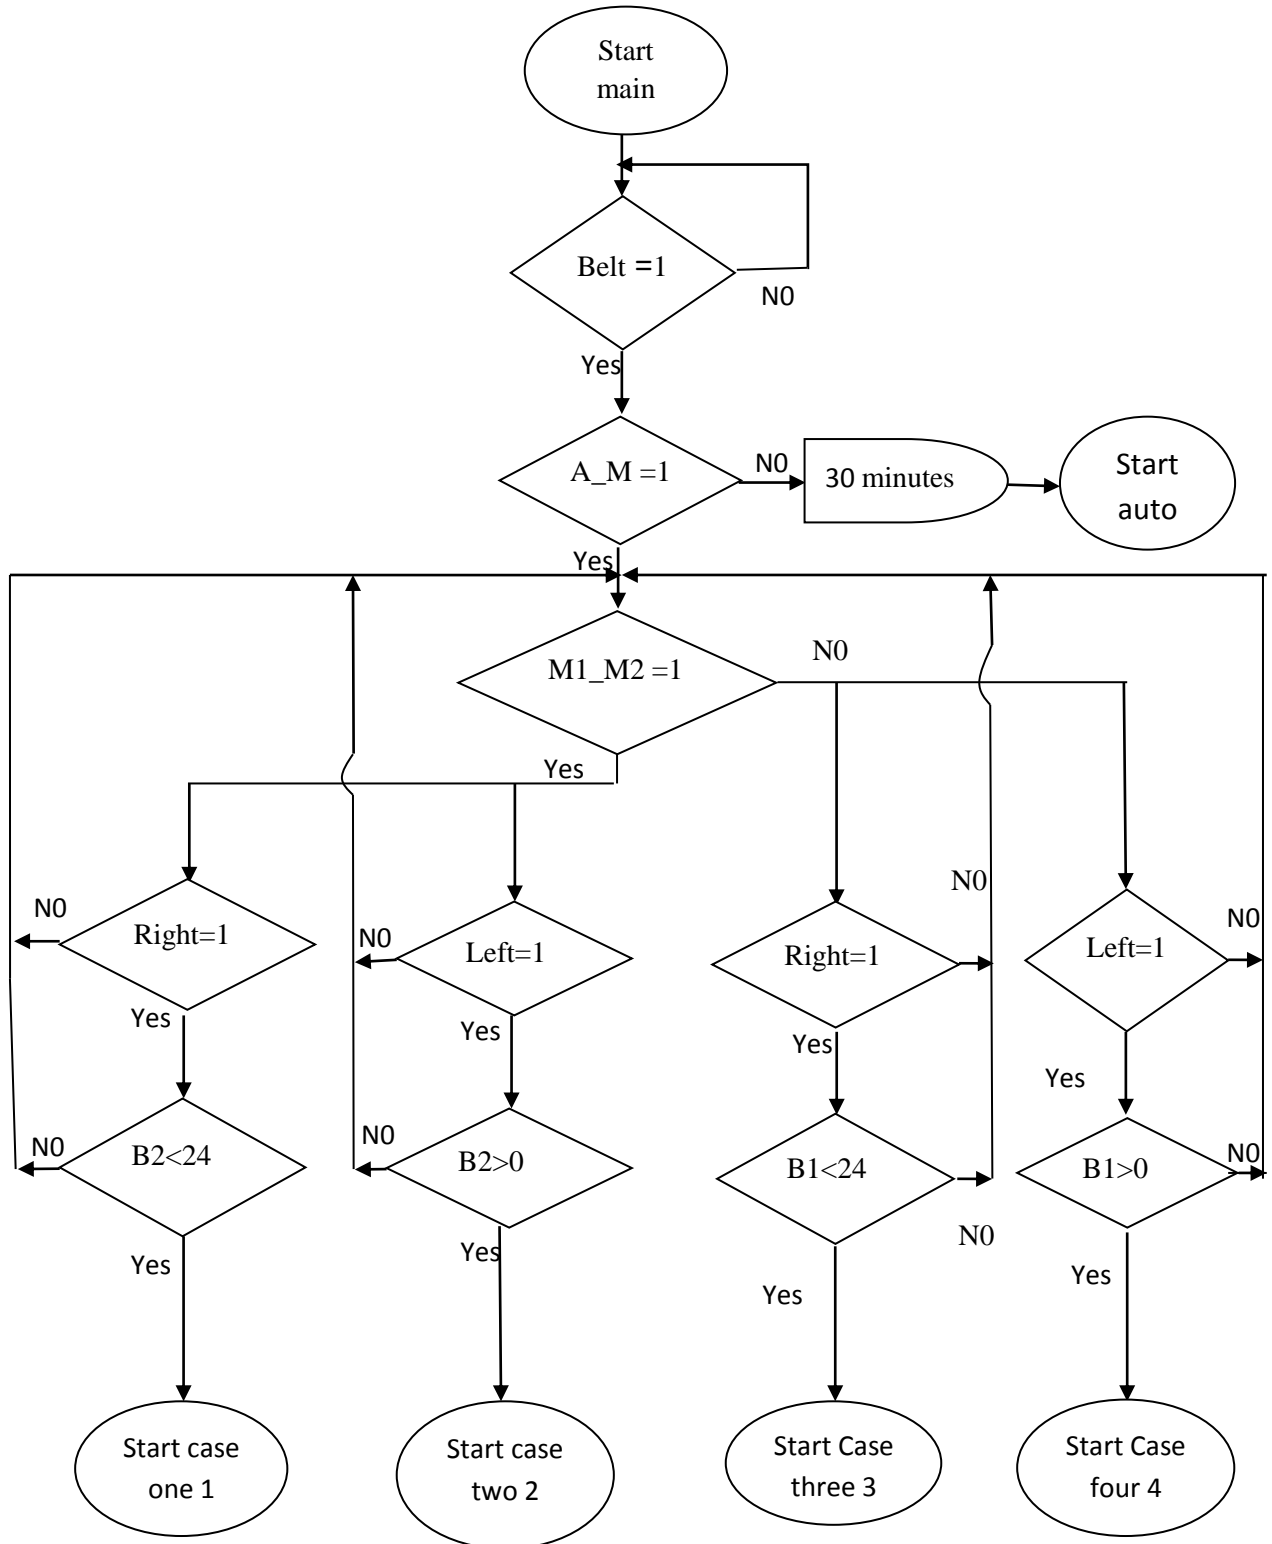 Start
main
Belt =1
N0
Yes
A_M =1
N0
30 minutes
Start
auto
Yes
M1_M2 =1
N0
Yes
N0
Right=1
N0
Left=1
N0
Right=1
Left=1
N0
Yes
Yes
Yes
Yes
N0
B2<24
N0
B2>0
B1<24
N0
B1>0
N0
Yes
Yes
Yes
Yes
Start case
one 1
Start case
two 2
Start Case
three 3
Start Case
four 4